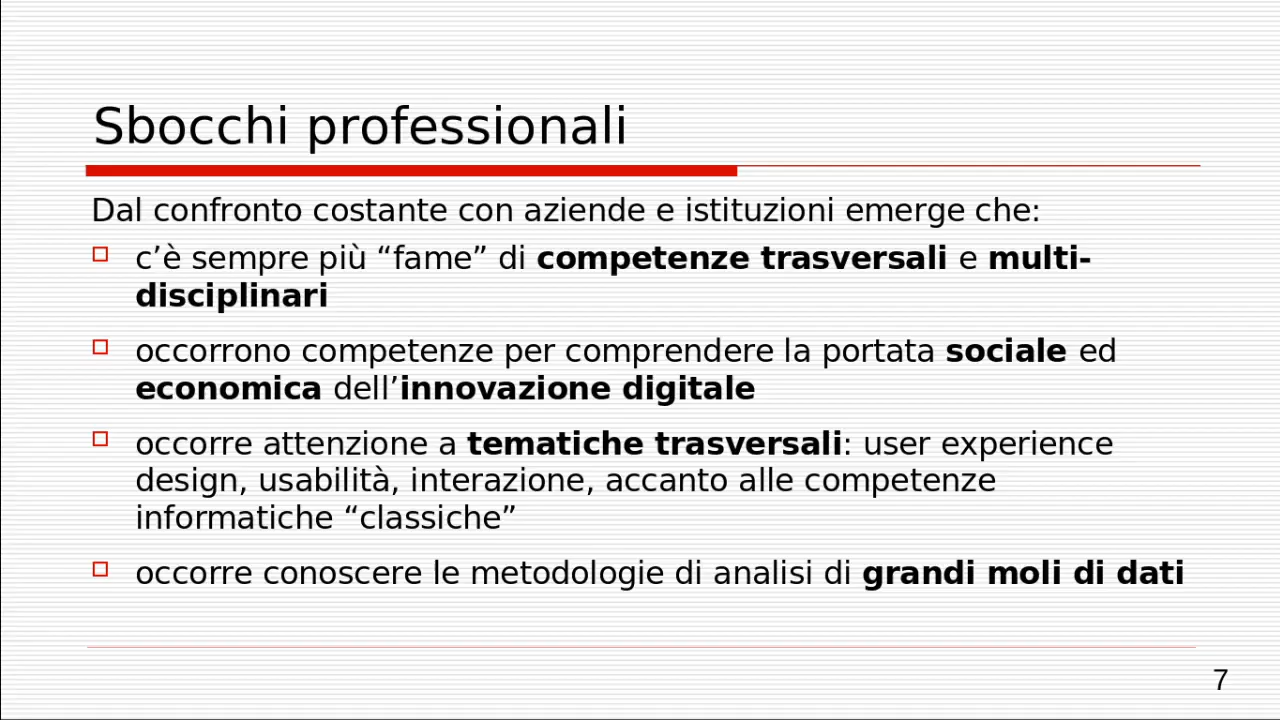 Sbocchi professionali
Dal confronto costante con aziende e istituzioni emerge che:
c’è sempre più “fame” di competenze trasversali e multi-
disciplinari
occorrono competenze per comprendere la portata sociale ed
economica dell’innovazione digitale
occorre attenzione a tematiche trasversali: user experience
design, usabilità, interazione, accanto alle competenze
informatiche “classiche”
occorre conoscere le metodologie di analisi di grandi moli di dati
7